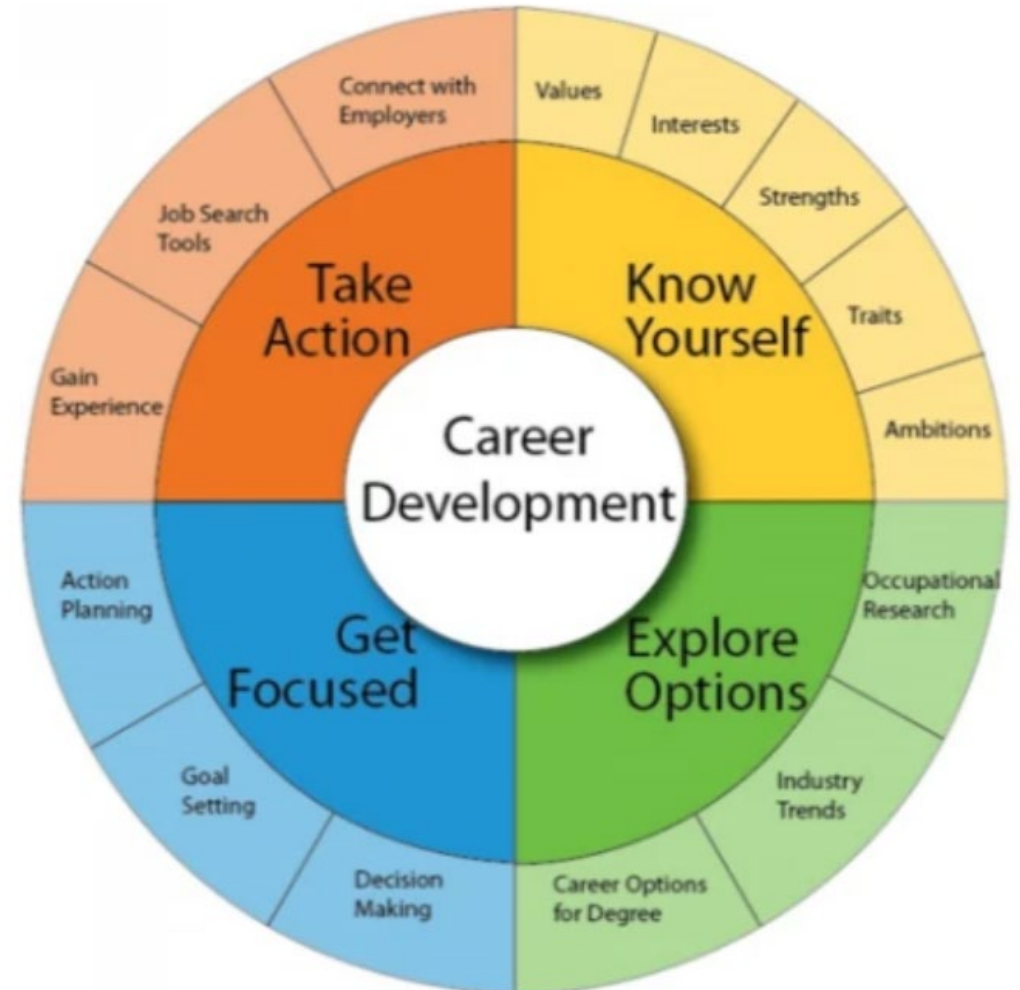 Career
Development
Know
Yourself
Values
Interests
Strengths
Traits
Ambitions
Explore
Options
Occupational
Research
Industry
Trends
Career Options
for Degree
Get
Focused
Decision
Making
Goal
Setting
Action
Planning
Take
Action
Gain
Experience
Job Search
Tools
Connect with
Employers